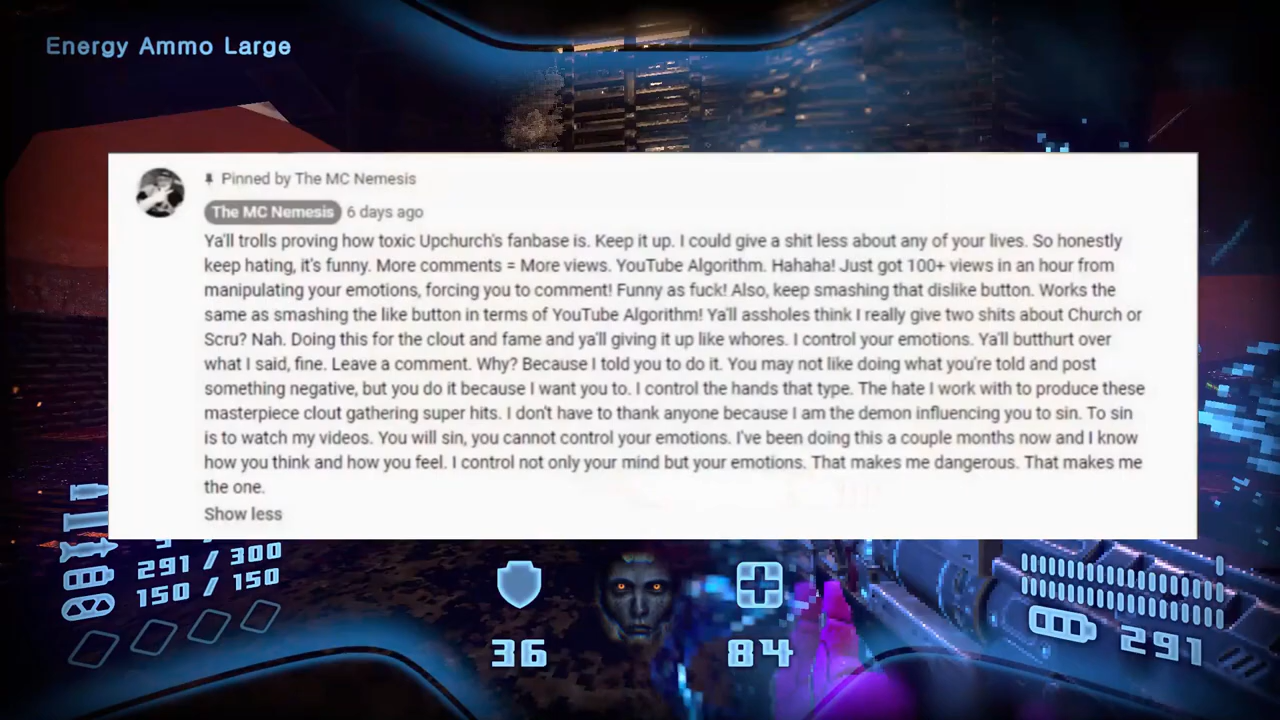 Energy Ammo Large
Pinned by The MC Nemesis
The MC Nemesis 6 days ago
Ya'll trolls proving how toxic Upchurch's fanbase is. Keep it up. I could give a shit less about any of your lives. So honestly
keep hating, it's funny. More comments = More views. YouTube Algorithm. Hahaha! Just got 100+ views in an hour from
manipulating your emotions, forcing you to comment! Funny as fuck! Also, keep smashing that dislike button. Works the
same as smashing the like button in terms of YouTube Algorithm! Ya'll assholes think I really give two shits about Church or
Scru? Nah. Doing this for the clout and fame and ya'll giving it up like whores. I control your emotions. Ya'll butthurt over
what I said, fine. Leave a comment. Why? Because I told you to do it. You may not like doing what you're told and post
something negative, but you do it because I want you to. I control the hands that type. The hate I work with to produce these
masterpiece clout gathering super hits. I don't have to thank anyone because I am the demon influencing you to sin. To sin
is to watch my videos. You will sin, you cannot control your emotions. I've been doing this a couple months now and I know
how you think and how you feel. I control not only your mind but your emotions. That makes me dangerous. That makes me
the one.
Show less
291 / 300
150 / 150
36
84
291